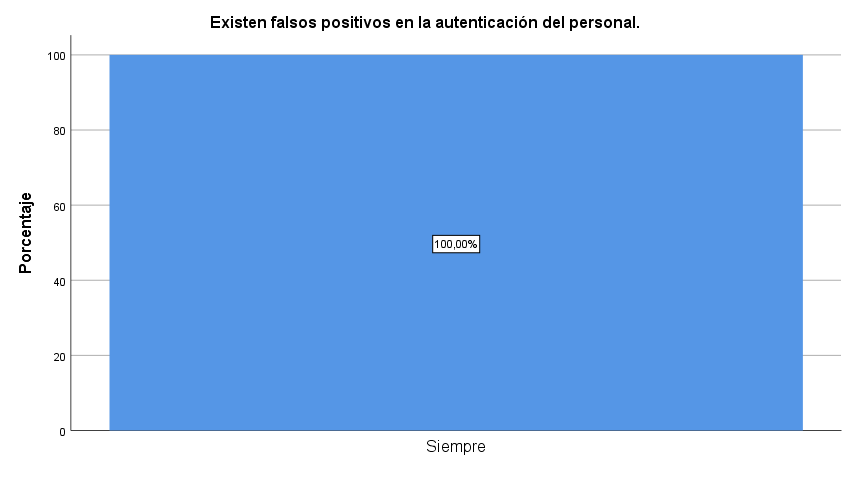 Existen falsos positivos en la autenticación del personal.
100
80
60
40
20
0
Porcentaje
100,00%
Siempre